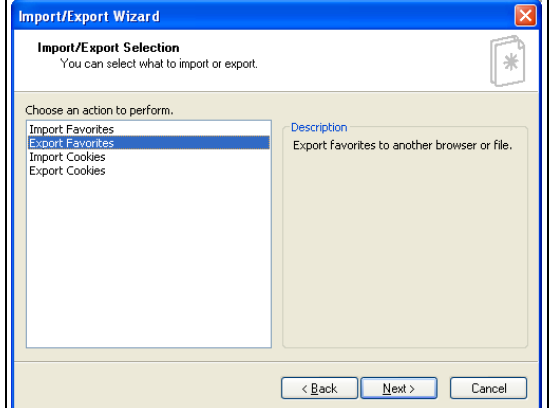 Import/Export Wizard
Import/Export Selection
You can select what to import or export.
Choose an action to perform.
Import Favorites
Export Favorites
Import Cookies
Export Cookies
Description
Export favorites to another browser or file.
< Back
Next >
Cancel